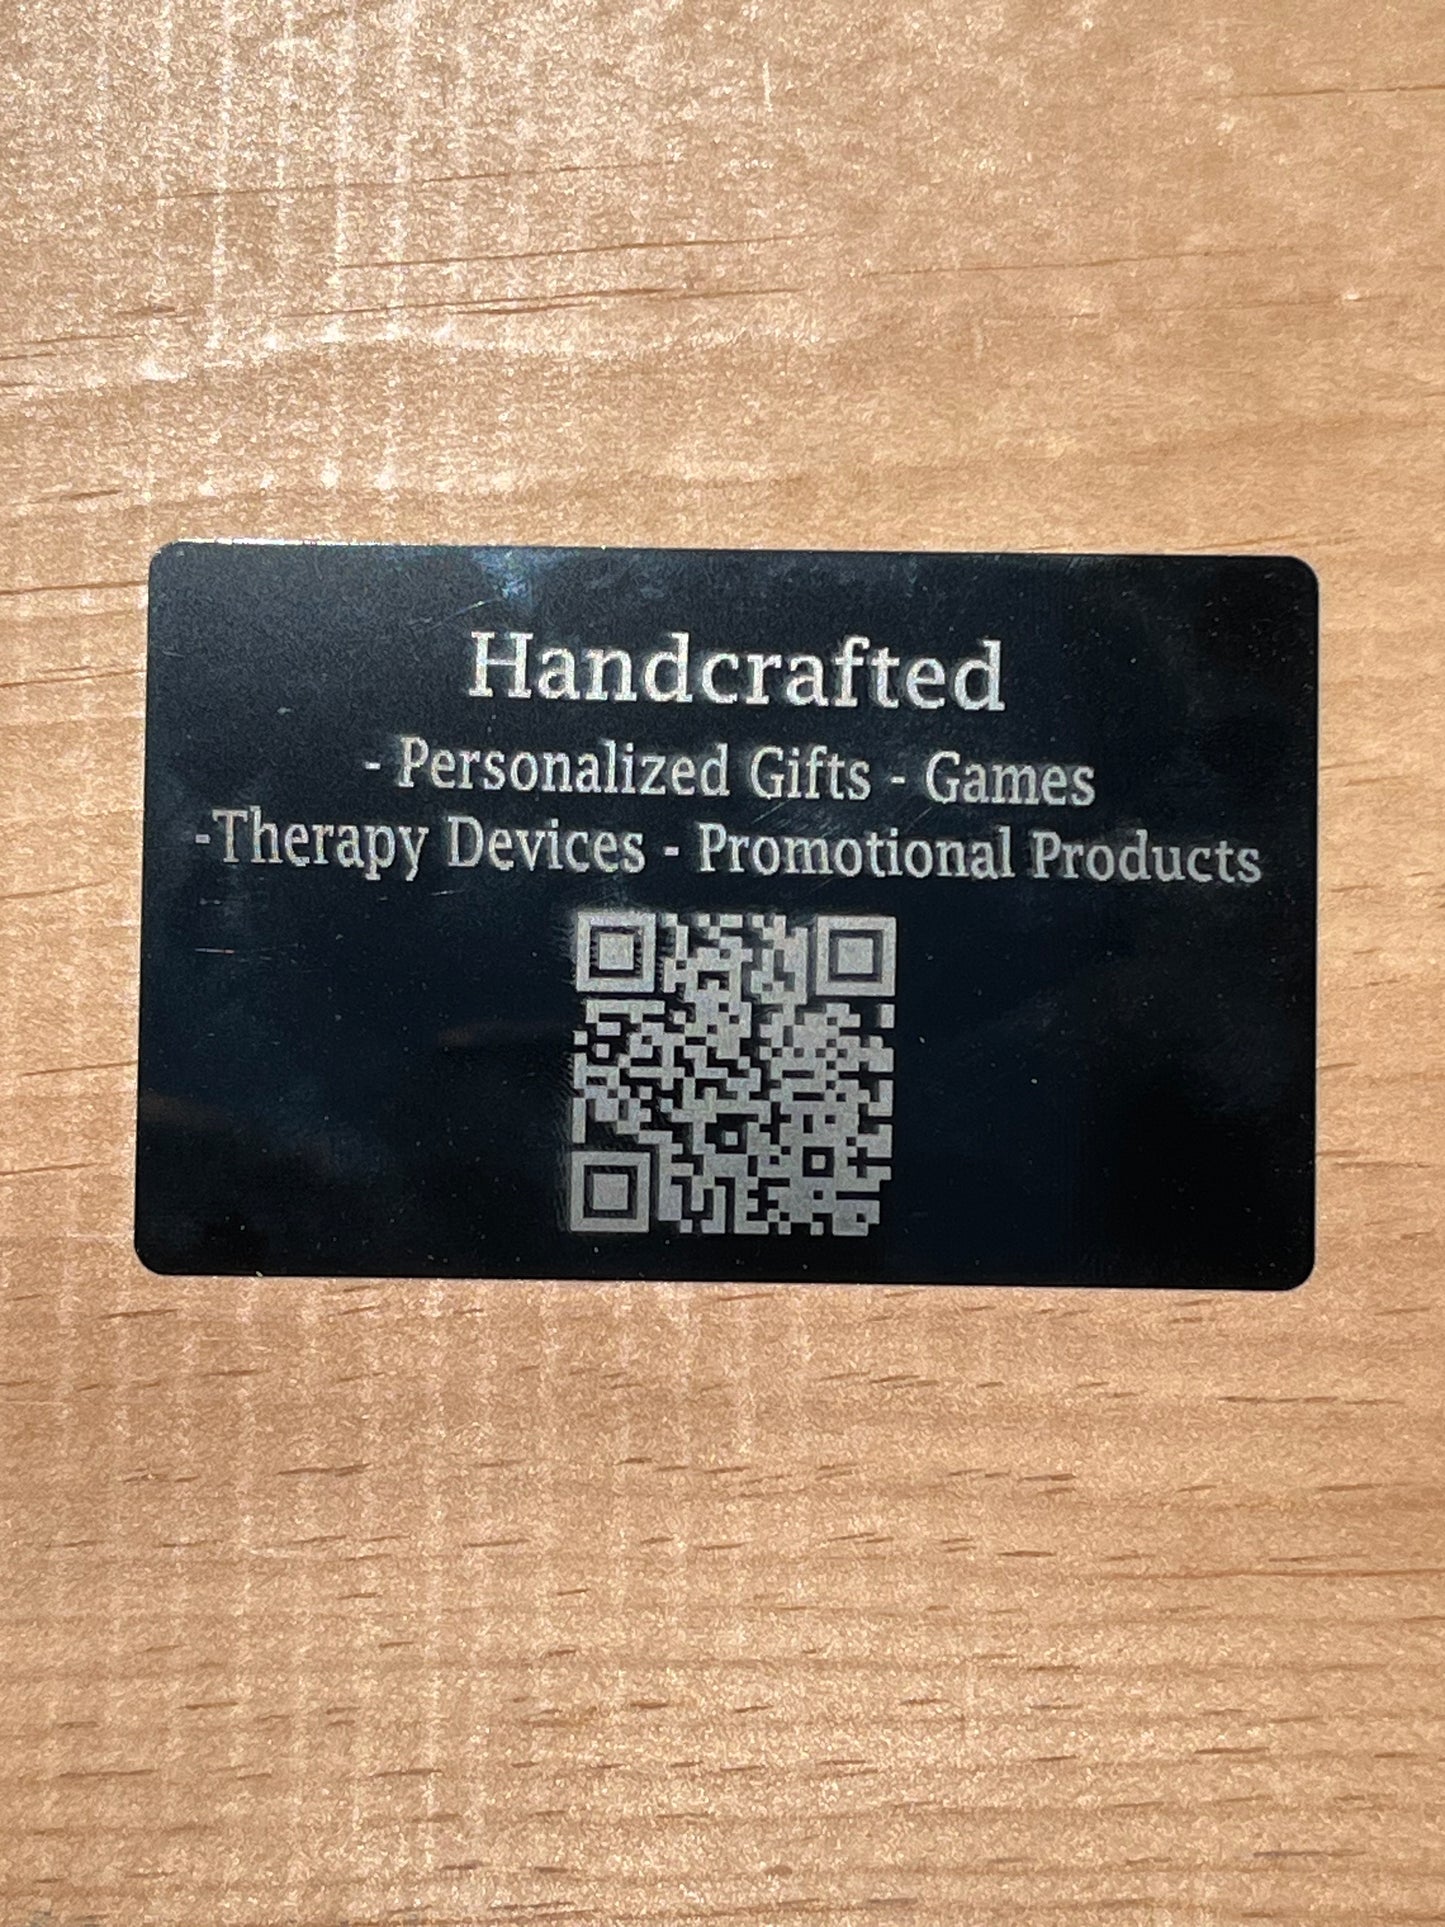 Handcrafted
- Personalized Gifts - Games
-Therapy Devices - Promotional Products